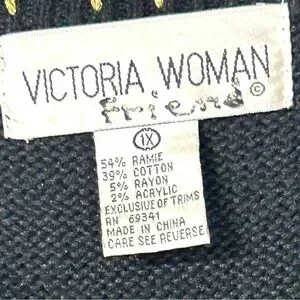 VICTORIA WOMAN
Friend
©
1X
54% RAMIE
39% COTTON
5% RAYON
2% ACRYLIC
EXCLUSIVE OF TRIMS
RN 69341
MADE IN CHINA
CARE SEE REVERSE